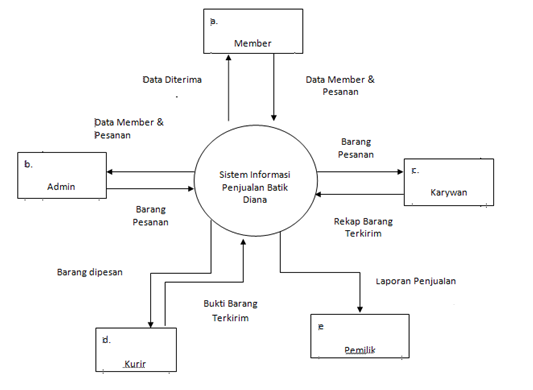 a.
Member
Data Diterima
Data Member &
Pesanan
Data Member &
Pesanan
b.
Admin
Barang
Pesanan
Sistem Informasi
Penjualan Batik
Diana
Barang
Pesanan
c.
Karywan
Rekap Barang
Terkirim
Barang dipesan
Bukti Barang
Terkirim
Laporan Penjualan
d.
Kurir
e
Pemilik